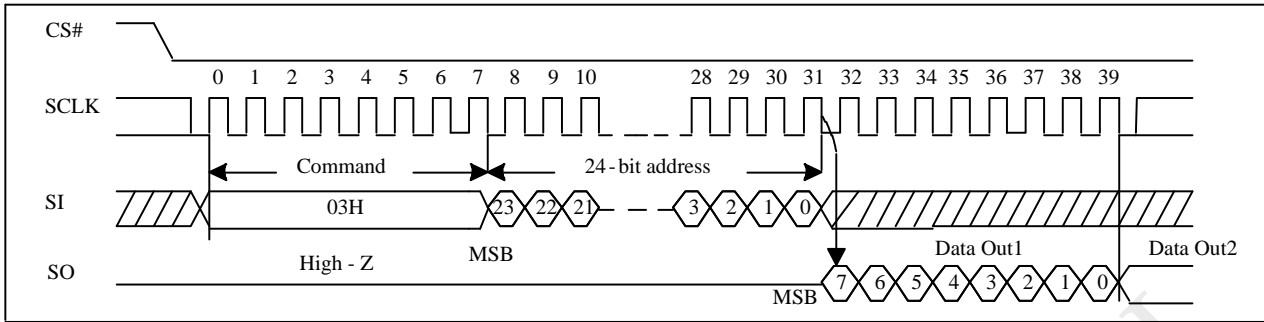 CS#
0 1 2 3 4 5 6 7 8 9 10 28 29 30 31 32 33 34 35 36 37 38 39
SCLK
Command 24-bit address
SI 03H 23 22 21 3 2 1 0
High - Z MSB Data Out1 Data Out2
SO MSB 7 6 5 4 3 2 1 0